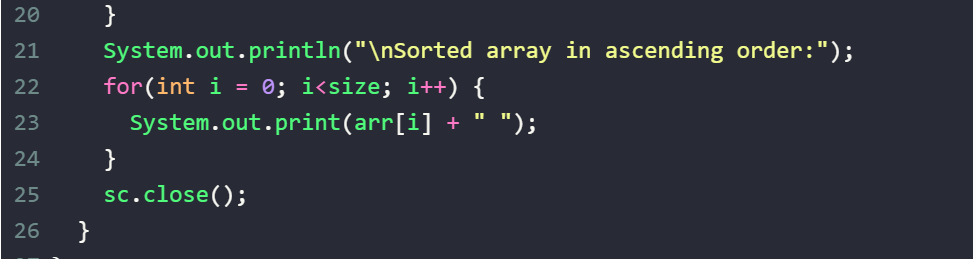 20 }
21 System.out.println("\nSorted array in ascending order:");
22 for(int i = 0; i<size; i++) {
23 System.out.print(arr[i] + " ");
24 }
25 sc.close();
26 }